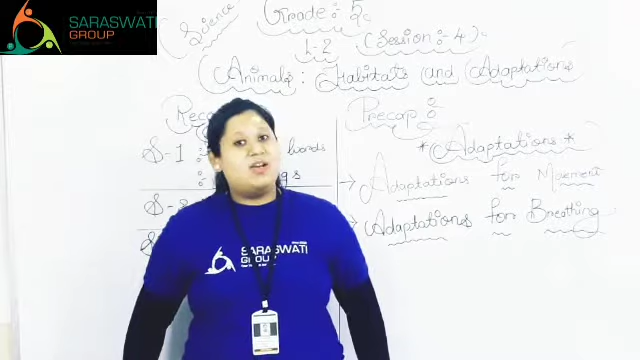 SARASWATI
GROUP
Science
Grade:- 5
L-2 (Session:-4)
(Animals: Habitats and Adaptations)
Precap:
*Adaptations*
S-1 :
→ Adaptations for Movement
→ Adaptations for Breathing
SARASWATI
GROUP